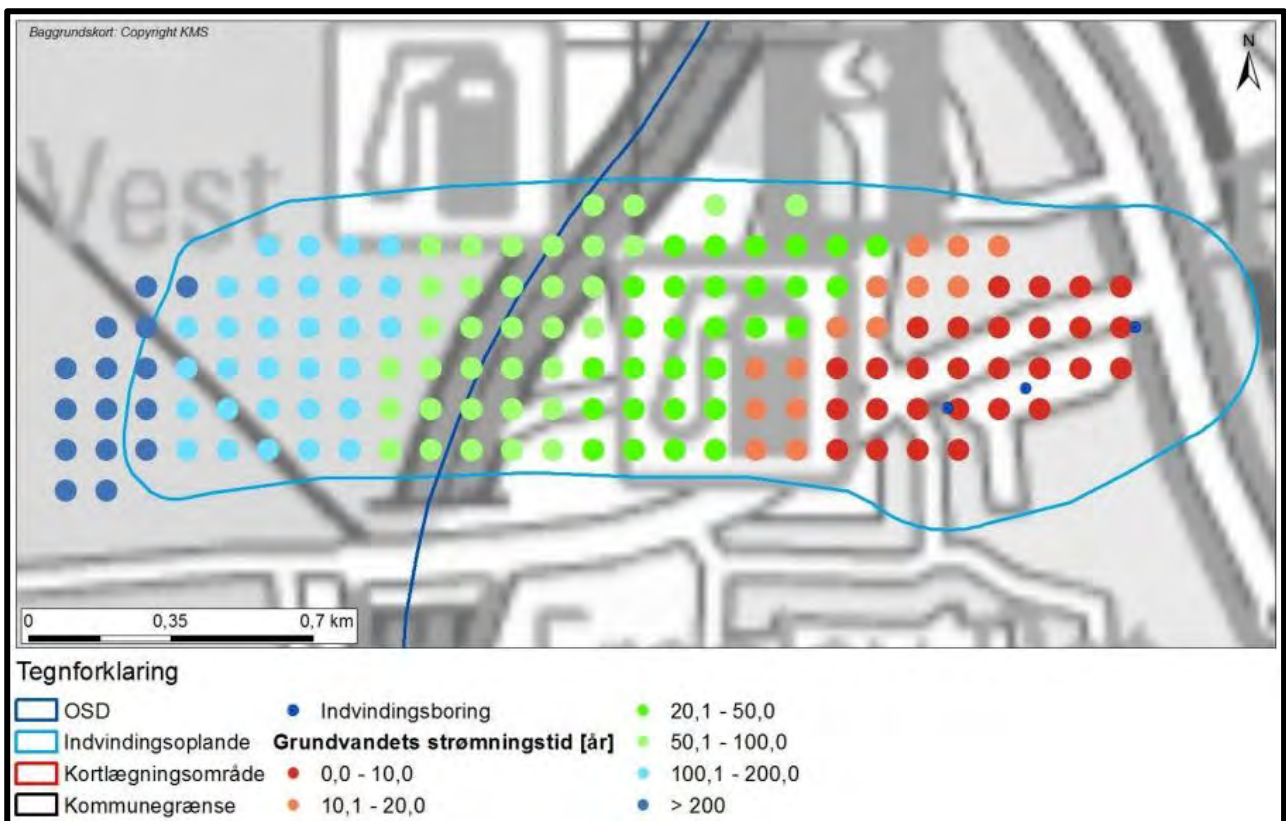 Baggrundskort: Copyright KMS
N
Vest
0 0,35 0,7 km
Tegnforklaring
OSD
Indvindingsoplande
Kortlægningsområde
Kommunegrænse
Indvindingsboring
Grundvandets strømningstid [år]
0,0 - 10,0
10,1 - 20,0
20,1 - 50,0
50,1 - 100,0
100,1 - 200,0
> 200